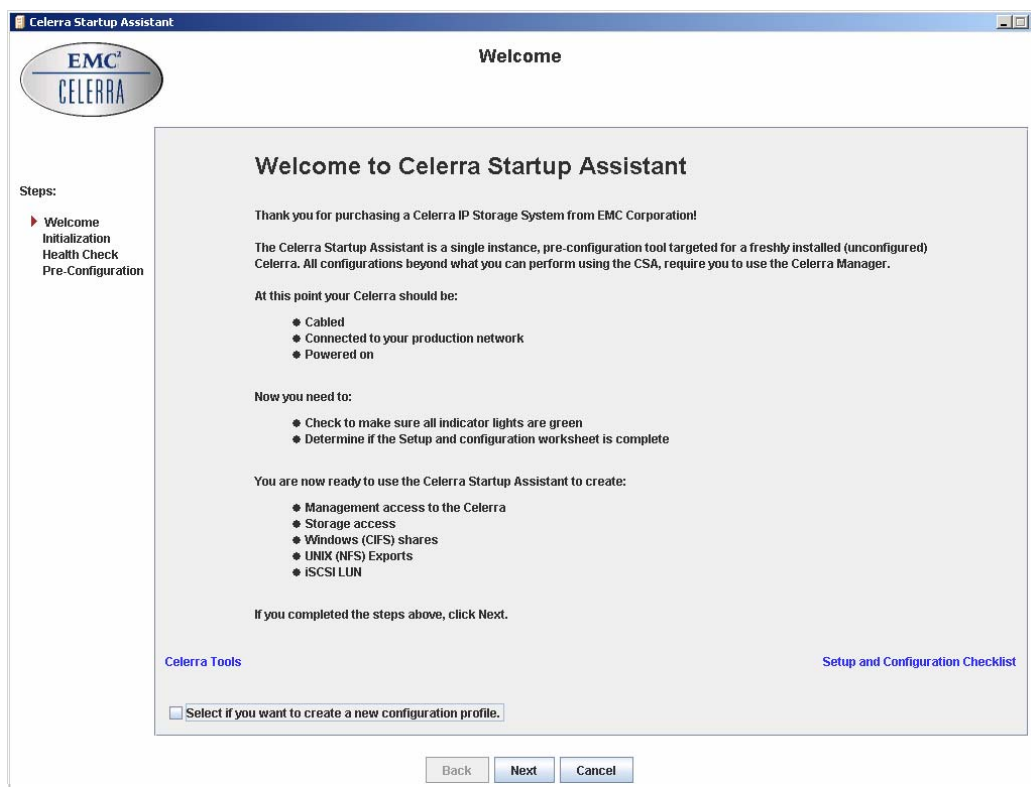 Celerra Startup Assistant
EMC²
CELERRA
Welcome
Steps:
Welcome
Initialization
Health Check
Pre-Configuration
Welcome to Celerra Startup Assistant
Thank you for purchasing a Celerra IP Storage System from EMC Corporation!
The Celerra Startup Assistant is a single instance, pre-configuration tool targeted for a freshly installed (unconfigured)
Celerra. All configurations beyond what you can perform using the CSA, require you to use the Celerra Manager.
At this point your Celerra should be:
Cabled
Connected to your production network
Powered on
Now you need to:
Check to make sure all indicator lights are green
Determine if the Setup and configuration worksheet is complete
You are now ready to use the Celerra Startup Assistant to create:
Management access to the Celerra
Storage access
Windows (CIFS) shares
UNIX (NFS) Exports
iSCSI LUN
If you completed the steps above, click Next.
Celerra Tools
Setup and Configuration Checklist
Select if you want to create a new configuration profile.
Back
Next
Cancel